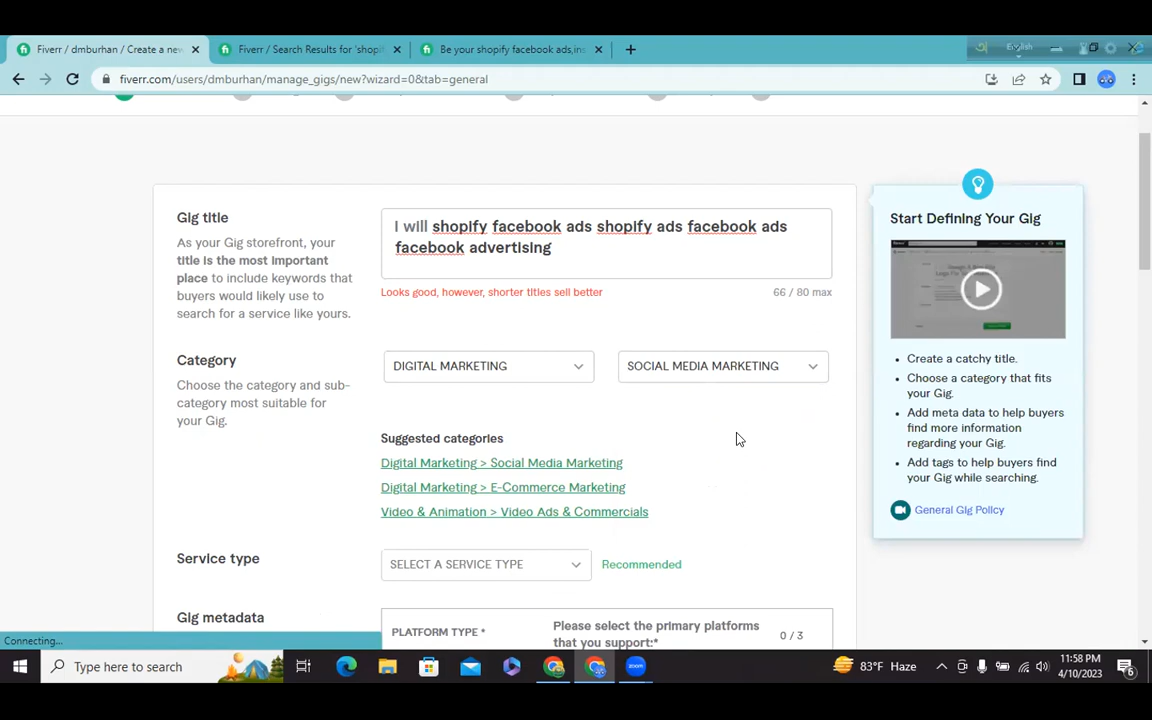 Fiverr / dmburhan / Create a new
Fiverr / Search Results for 'shopif
Be your shopify facebook ads,ins
English
fiverr.com/users/dmburhan/manage_gigs/new?wizard=0&tab=general
Gig title
As your Gig storefront, your
title is the most important
place to include keywords that
buyers would likely use to
search for a service like yours.
I will shopify facebook ads shopify ads facebook ads
facebook advertising
Looks good, however, shorter titles sell better
66 / 80 max
Category
Choose the category and sub-
category most suitable for
your Gig.
DIGITAL MARKETING
SOCIAL MEDIA MARKETING
Suggested categories
Digital Marketing > Social Media Marketing
Digital Marketing > E-Commerce Marketing
Video & Animation > Video Ads & Commercials
Service type
SELECT A SERVICE TYPE
Recommended
Gig metadata
PLATFORM TYPE *
Please select the primary platforms
that you support:*
0 / 3
Start Defining Your Gig
Create a catchy title.
Choose a category that fits
your Gig.
Add meta data to help buyers
find more information
regarding your Gig.
Add tags to help buyers find
your Gig while searching.
General Gig Policy
Connecting...
Type here to search
zoom
83°F Haze
11:58 PM
4/10/2023
6